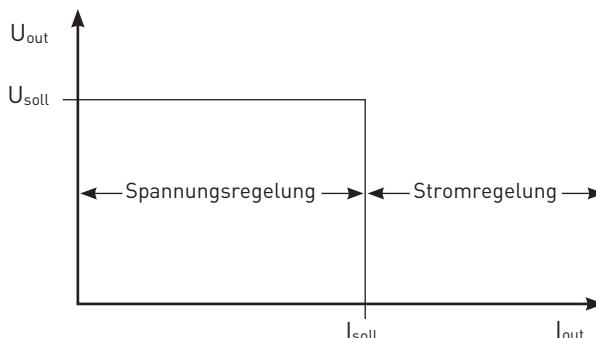 Uout
Usoll
Spannungsregelung
Stromregelung
Isoll
Iout